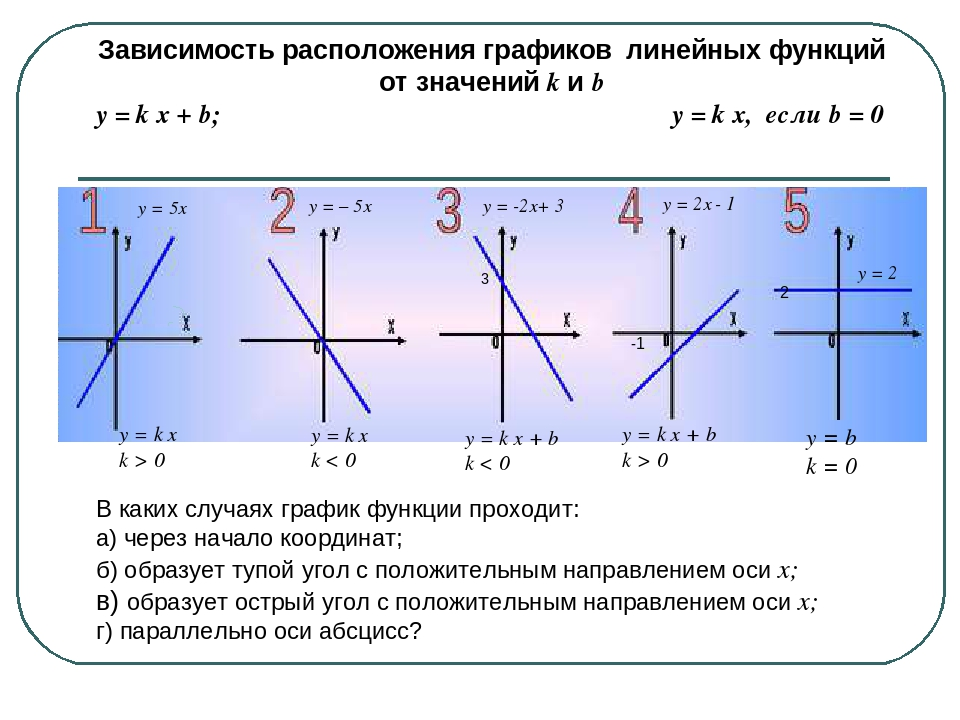 Зависимость расположения графиков линейных функций
от значений k и b
y = k x + b; y = k x, если b = 0
1 2 3 4 5
y = 5x y = – 5x y = -2x+ 3 y = 2x - 1
y y y y y
y = 2
3 2
x x x x x
0 0 0 0 0
-1
y = k x y = k x y = k x + b y = k x + b y = b
k > 0 k < 0 k < 0 k > 0 k = 0
В каких случаях график функции проходит:
а) через начало координат;
б) образует тупой угол с положительным направлением оси x;
в) образует острый угол с положительным направлением оси x;
г) параллельно оси абсцисс?